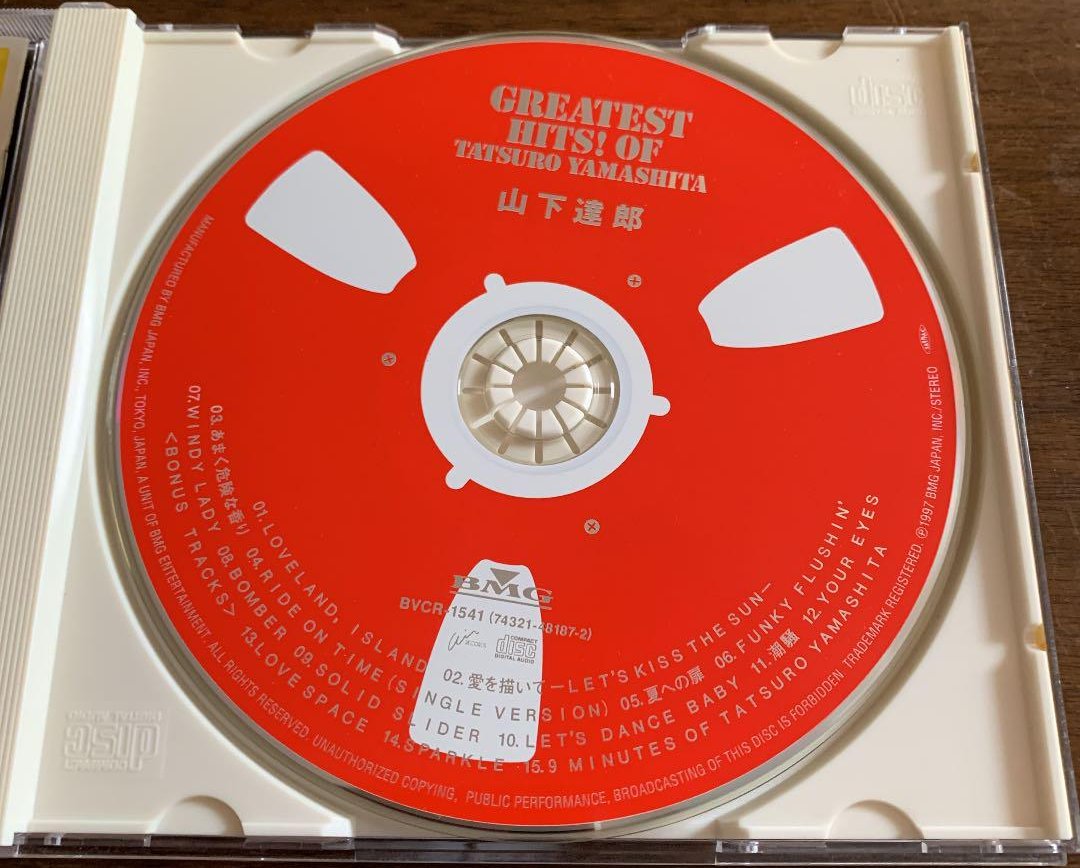 GREATEST
HITS! OF
TATSURO YAMASHITA
山下達郎
BMG
BVCR-1541 (74321-48187-2)
COMPACT
disc
DIGITAL AUDIO
01. LOVELAND, ISLAND 02. 愛を描いて—LET'S KISS THE SUN—
03. あまく危険な香り 04. RIDE ON TIME (SINGLE VERSION) 05. 夏への扉 06. FUNKY FLUSHIN'
07. WINDY LADY 08. BOMBER 09. SOLID SLIDER 10. LET'S DANCE BABY 11. 潮騒 12. YOUR EYES
<BONUS TRACKS> 13. LOVE SPACE 14. SPARKLE 15. 9 MINUTES OF TATSURO YAMASHITA
MANUFACTURED BY BMG JAPAN, INC., TOKYO, JAPAN, A UNIT OF BMG ENTERTAINMENT. ALL RIGHTS RESERVED. UNAUTHORIZED COPYING, PUBLIC PERFORMANCE, BROADCASTING OF THIS DISC IS FORBIDDEN. TRADEMARK REGISTERED. ℗1997 BMG JAPAN, INC./STEREO
disc
disc